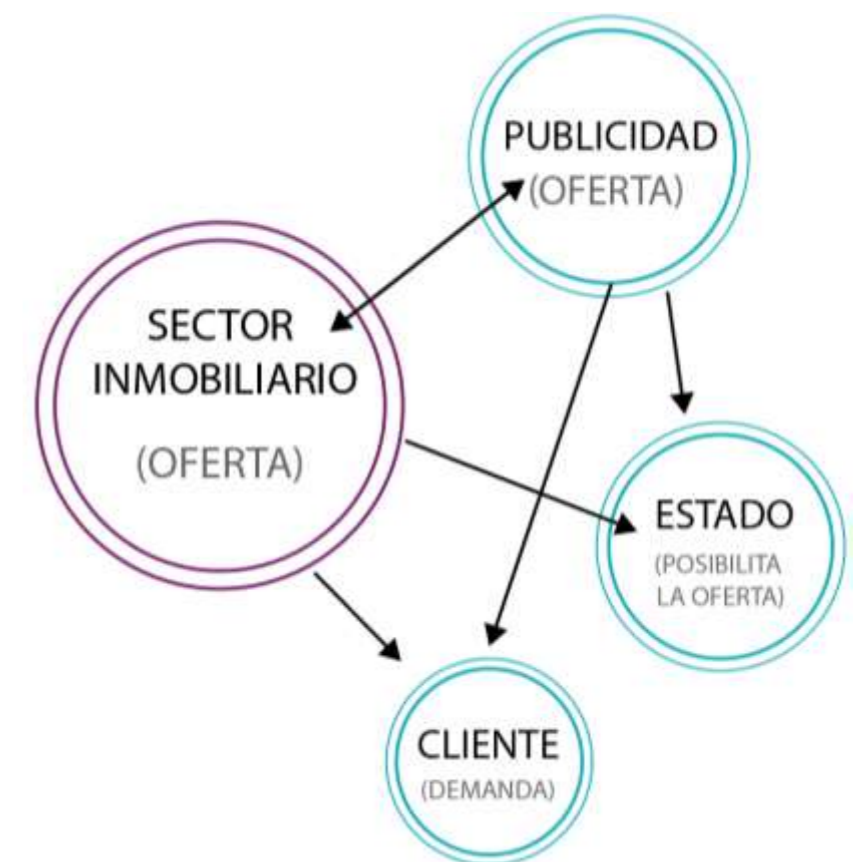 PUBLICIDAD
(OFERTA)
SECTOR
INMOBILIARIO
(OFERTA)
ESTADO
(POSIBILITA
LA OFERTA)
CLIENTE
(DEMANDA)